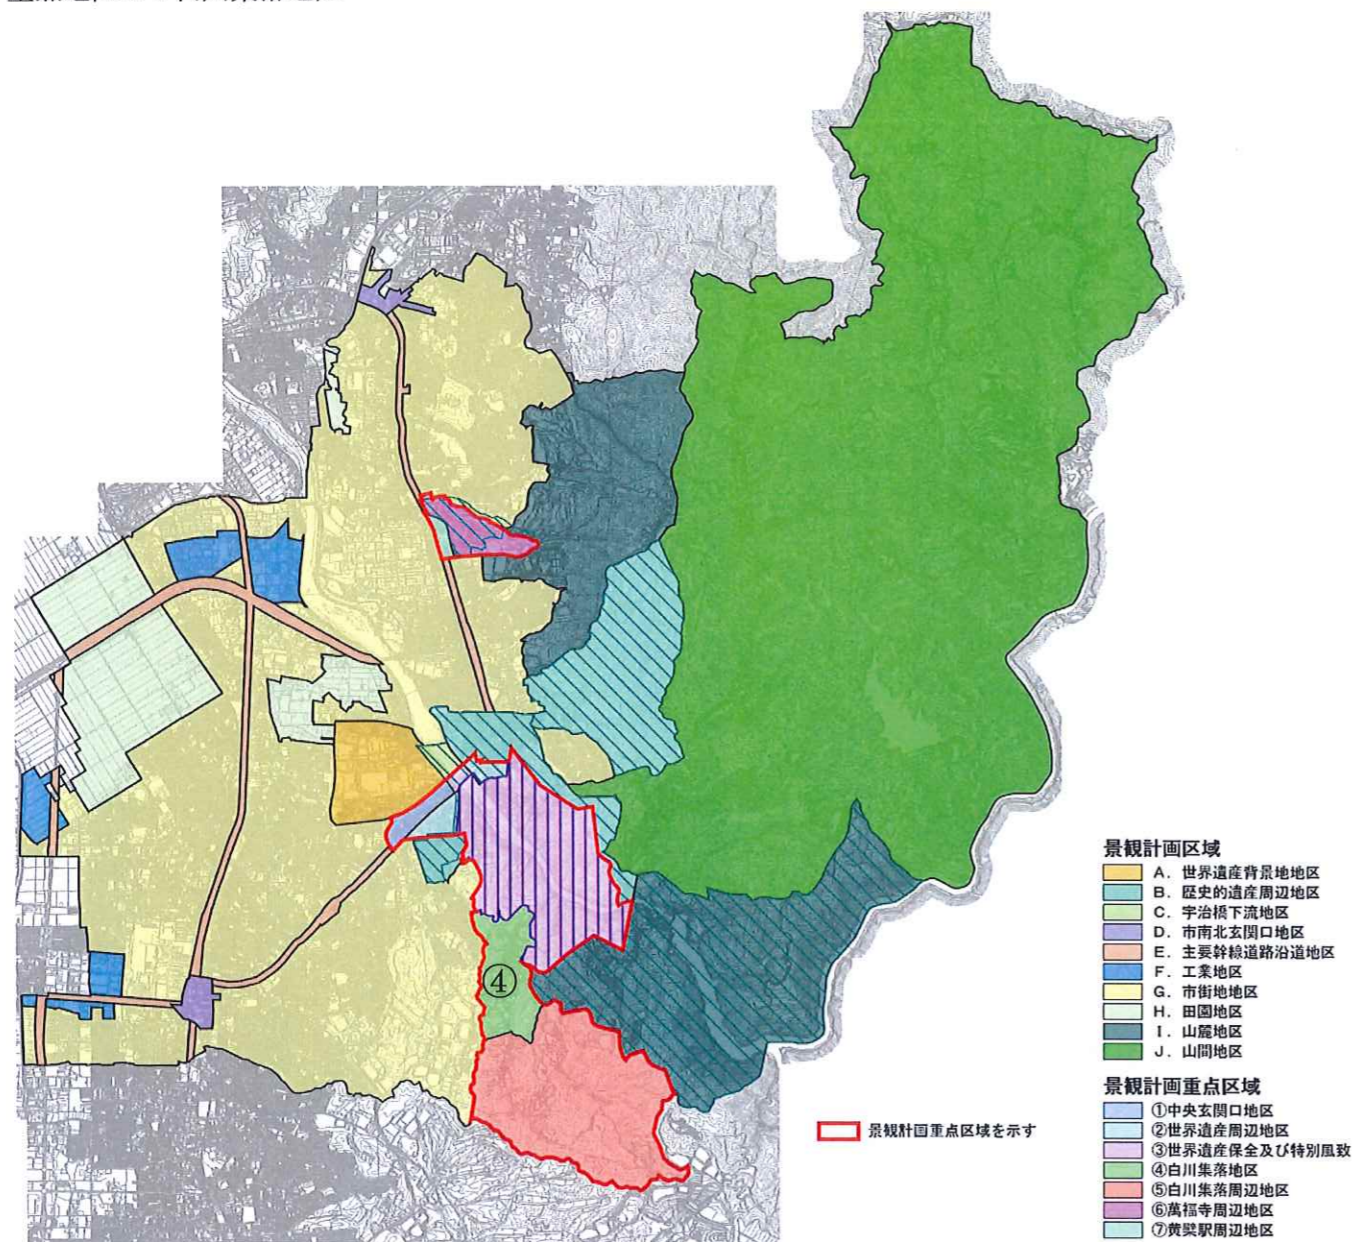 ④
景観計画重点区域を示す
景観計画区域
A. 世界遺産背景地地区
B. 歴史的遺産周辺地区
C. 宇治橋下流地区
D. 市南北玄関口地区
E. 主要幹線道路沿道地区
F. 工業地区
G. 市街地地区
H. 田園地区
I. 山麓地区
J. 山間地区
景観計画重点区域
①中央玄関口地区
②世界遺産周辺地区
③世界遺産保全及び特別風致
④白川集落地区
⑤白川集落周辺地区
⑥萬福寺周辺地区
⑦黄檗駅周辺地区